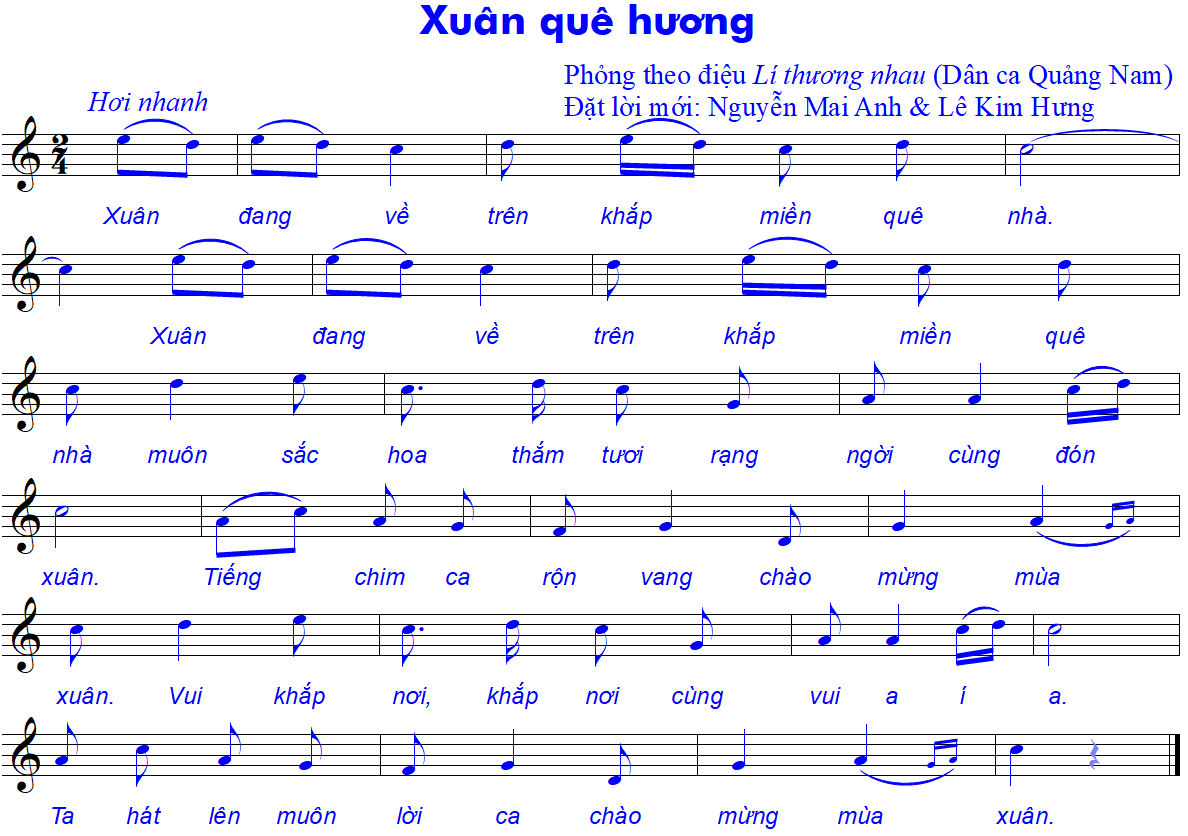 Xuân quê hương
Phỏng theo điệu Lí thương nhau (Dân ca Quảng Nam)
Hơi nhanh
Đặt lời mới: Nguyễn Mai Anh & Lê Kim Hưng
2
4
Xuân đang về trên khắp miền quê nhà.
Xuân đang về trên khắp miền quê
nhà muôn sắc hoa thắm tươi rạng ngời cùng đón
xuân. Tiếng chim ca rộn vang chào mừng mùa
xuân. Vui khắp nơi, khắp nơi cùng vui a í a.
Ta hát lên muôn lời ca chào mừng mùa xuân.